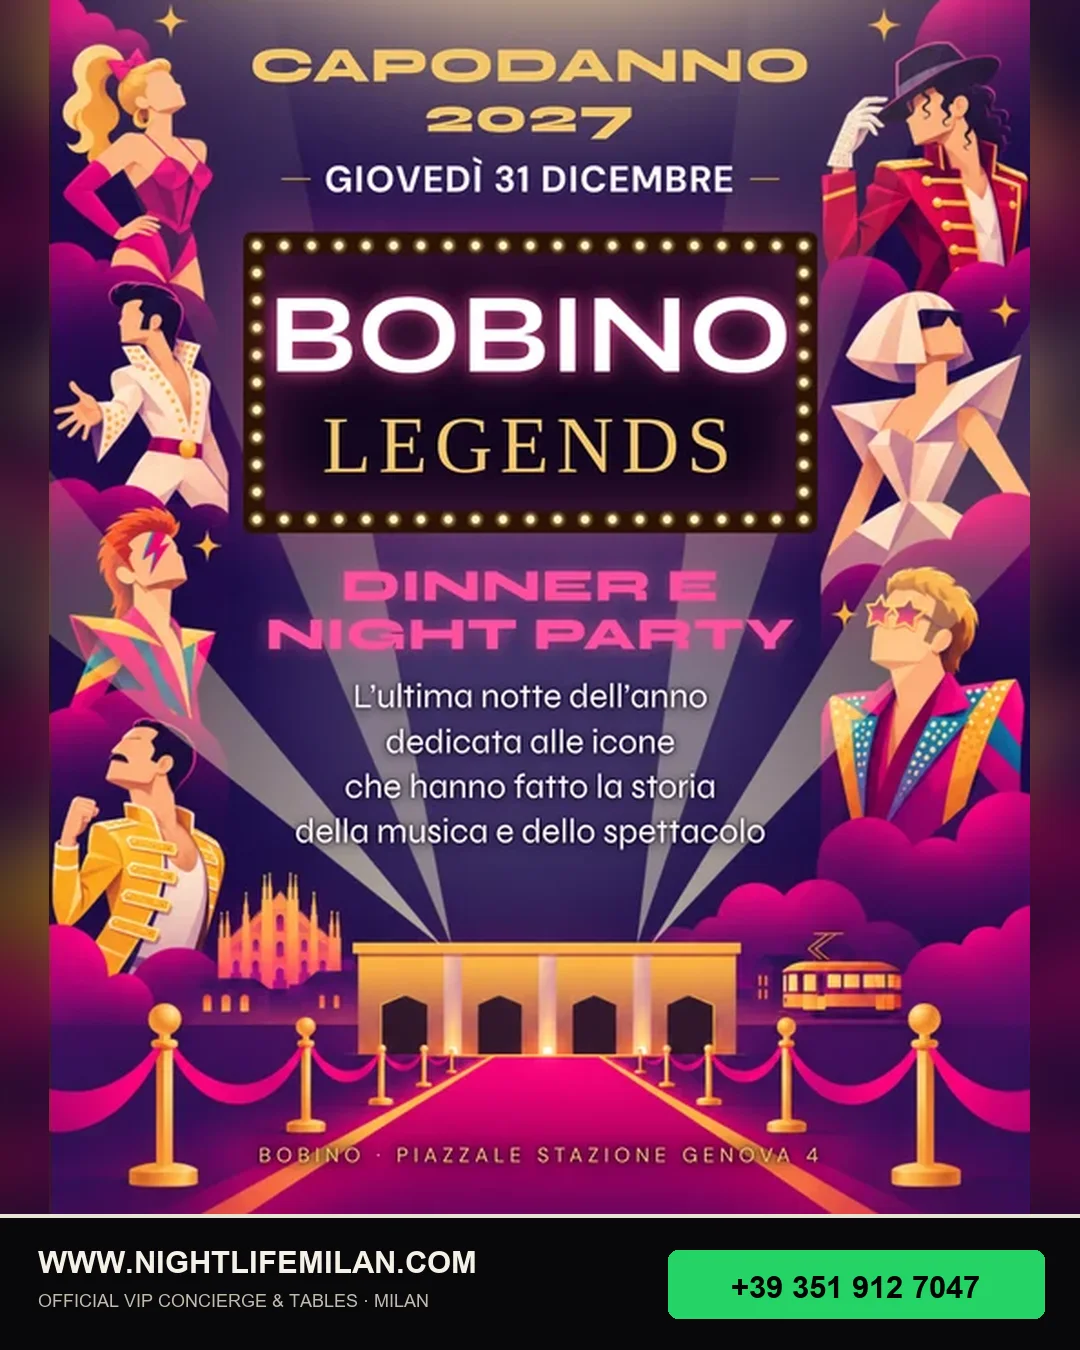 CAPODANNO
2027
GIOVEDÌ 31 DICEMBRE
BOBINO
LEGENDS
DINNER E
NIGHT PARTY
L’ultima notte dell’anno
dedicata alle icone
che hanno fatto la storia
della musica e dello spettacolo
BOBINO · PIAZZALE STAZIONE GENOVA 4
WWW.NIGHTLIFEMILAN.COM
OFFICIAL VIP CONCIERGE & TABLES · MILAN
+39 351 912 7047